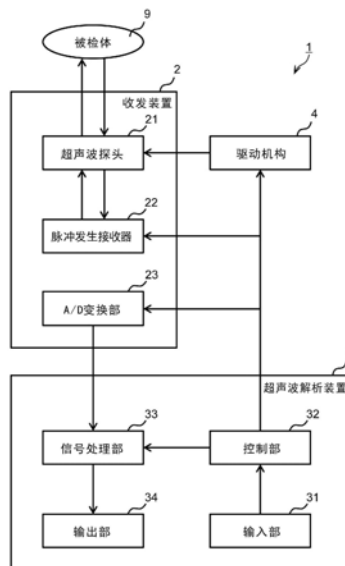 9
被检体
1
2
收发装置
21
超声波探头
4
驱动机构
22
脉冲发生接收器
23
A/D变换部
超声波解析装置
33
信号处理部
32
控制部
34
输出部
31
输入部